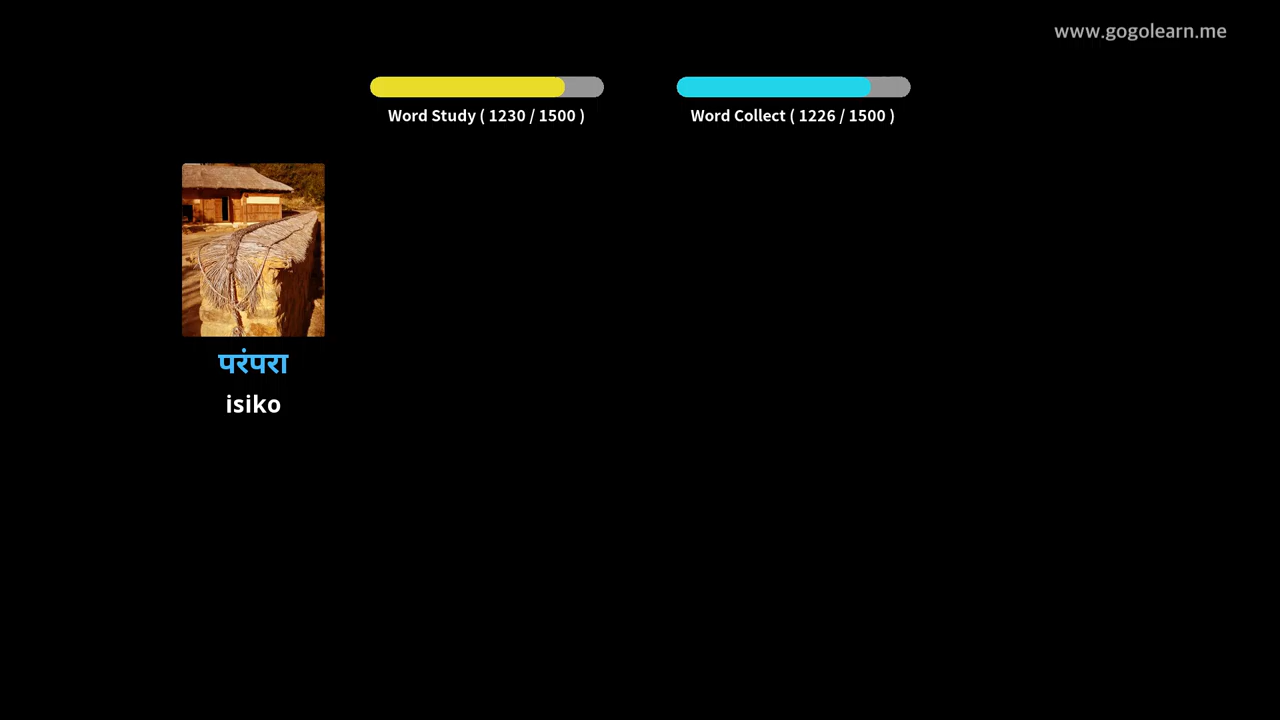 www.gogolearn.me
Word Study ( 1230 / 1500 )
Word Collect ( 1226 / 1500 )
परंपरा
isiko